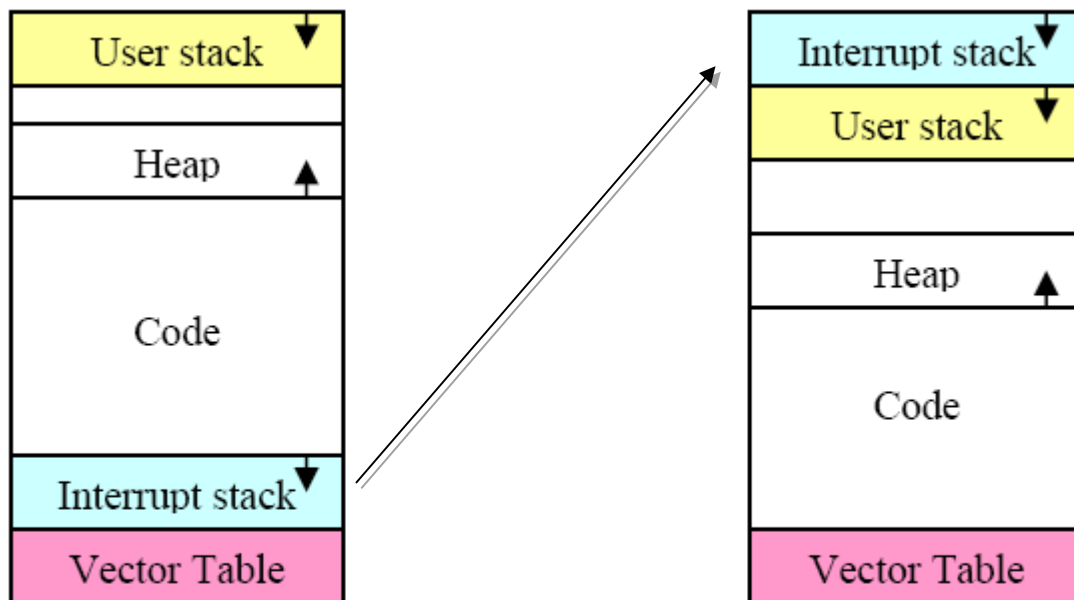 User stack
Heap
Code
Interrupt stack
Vector Table
Interrupt stack
User stack
Heap
Code
Vector Table